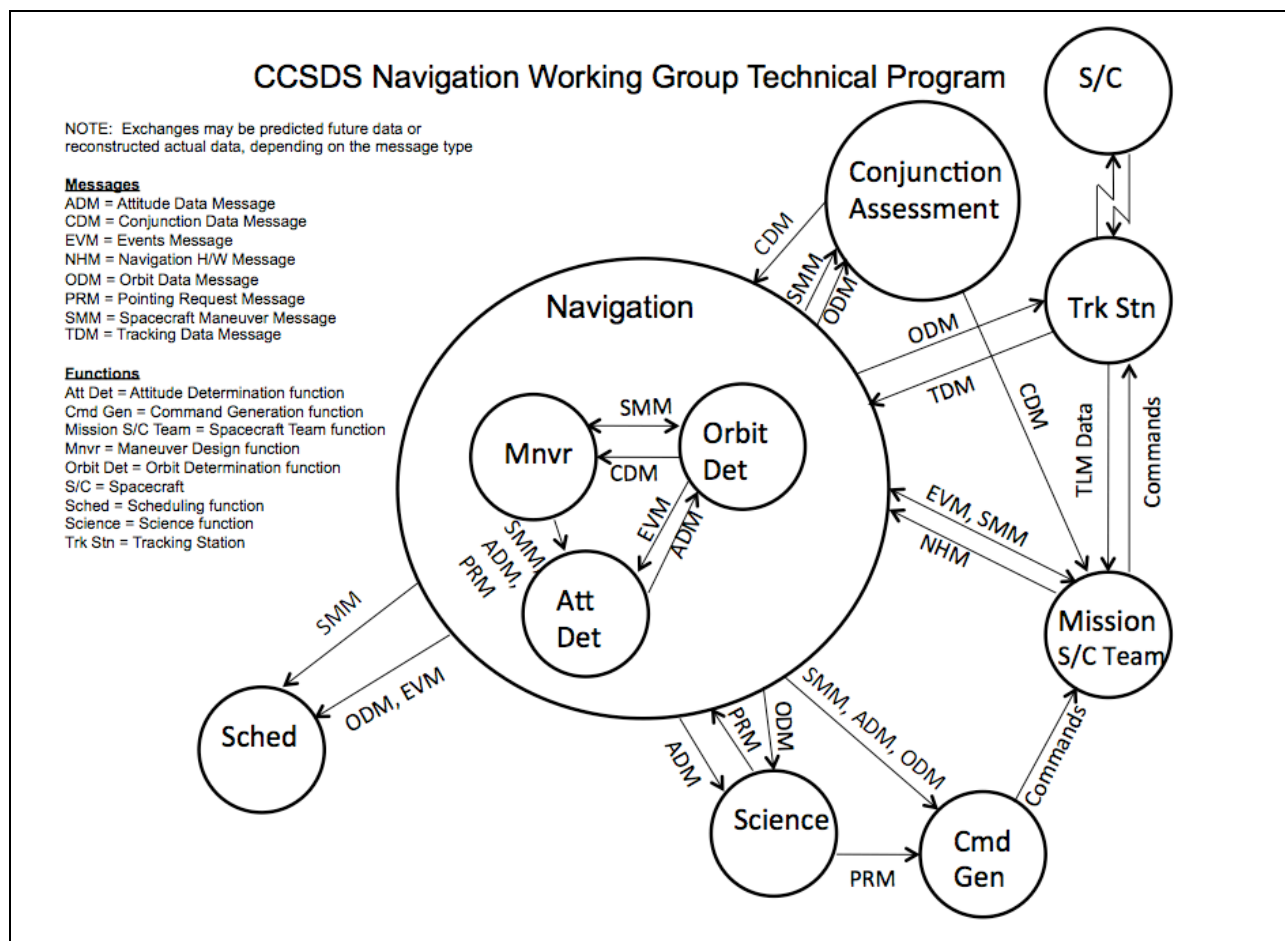 CCSDS Navigation Working Group Technical Program
NOTE: Exchanges may be predicted future data or
reconstructed actual data, depending on the message type
Messages
ADM = Attitude Data Message
CDM = Conjunction Data Message
EVM = Events Message
NHM = Navigation H/W Message
ODM = Orbit Data Message
PRM = Pointing Request Message
SMM = Spacecraft Maneuver Message
TDM = Tracking Data Message
Functions
Att Det = Attitude Determination function
Cmd Gen = Command Generation function
Mission S/C Team = Spacecraft Team function
Mnvr = Maneuver Design function
Orbit Det = Orbit Determination function
S/C = Spacecraft
Sched = Scheduling function
Science = Science function
Trk Stn = Tracking Station
S/C
Conjunction
Assessment
CDM
SMM
ODM
Navigation
Trk Stn
ODM
TDM
CDM
TLM Data
Commands
SMM
Mnvr
Orbit
Det
CDM
EVM
ADM
SMM,
ADM,
PRM
Att
Det
EVM, SMM
NHM
Mission
S/C Team
SMM
ODM, EVM
Sched
ADM
PRM
ODM
SMM, ADM, ODM
Commands
Science
PRM
Cmd
Gen